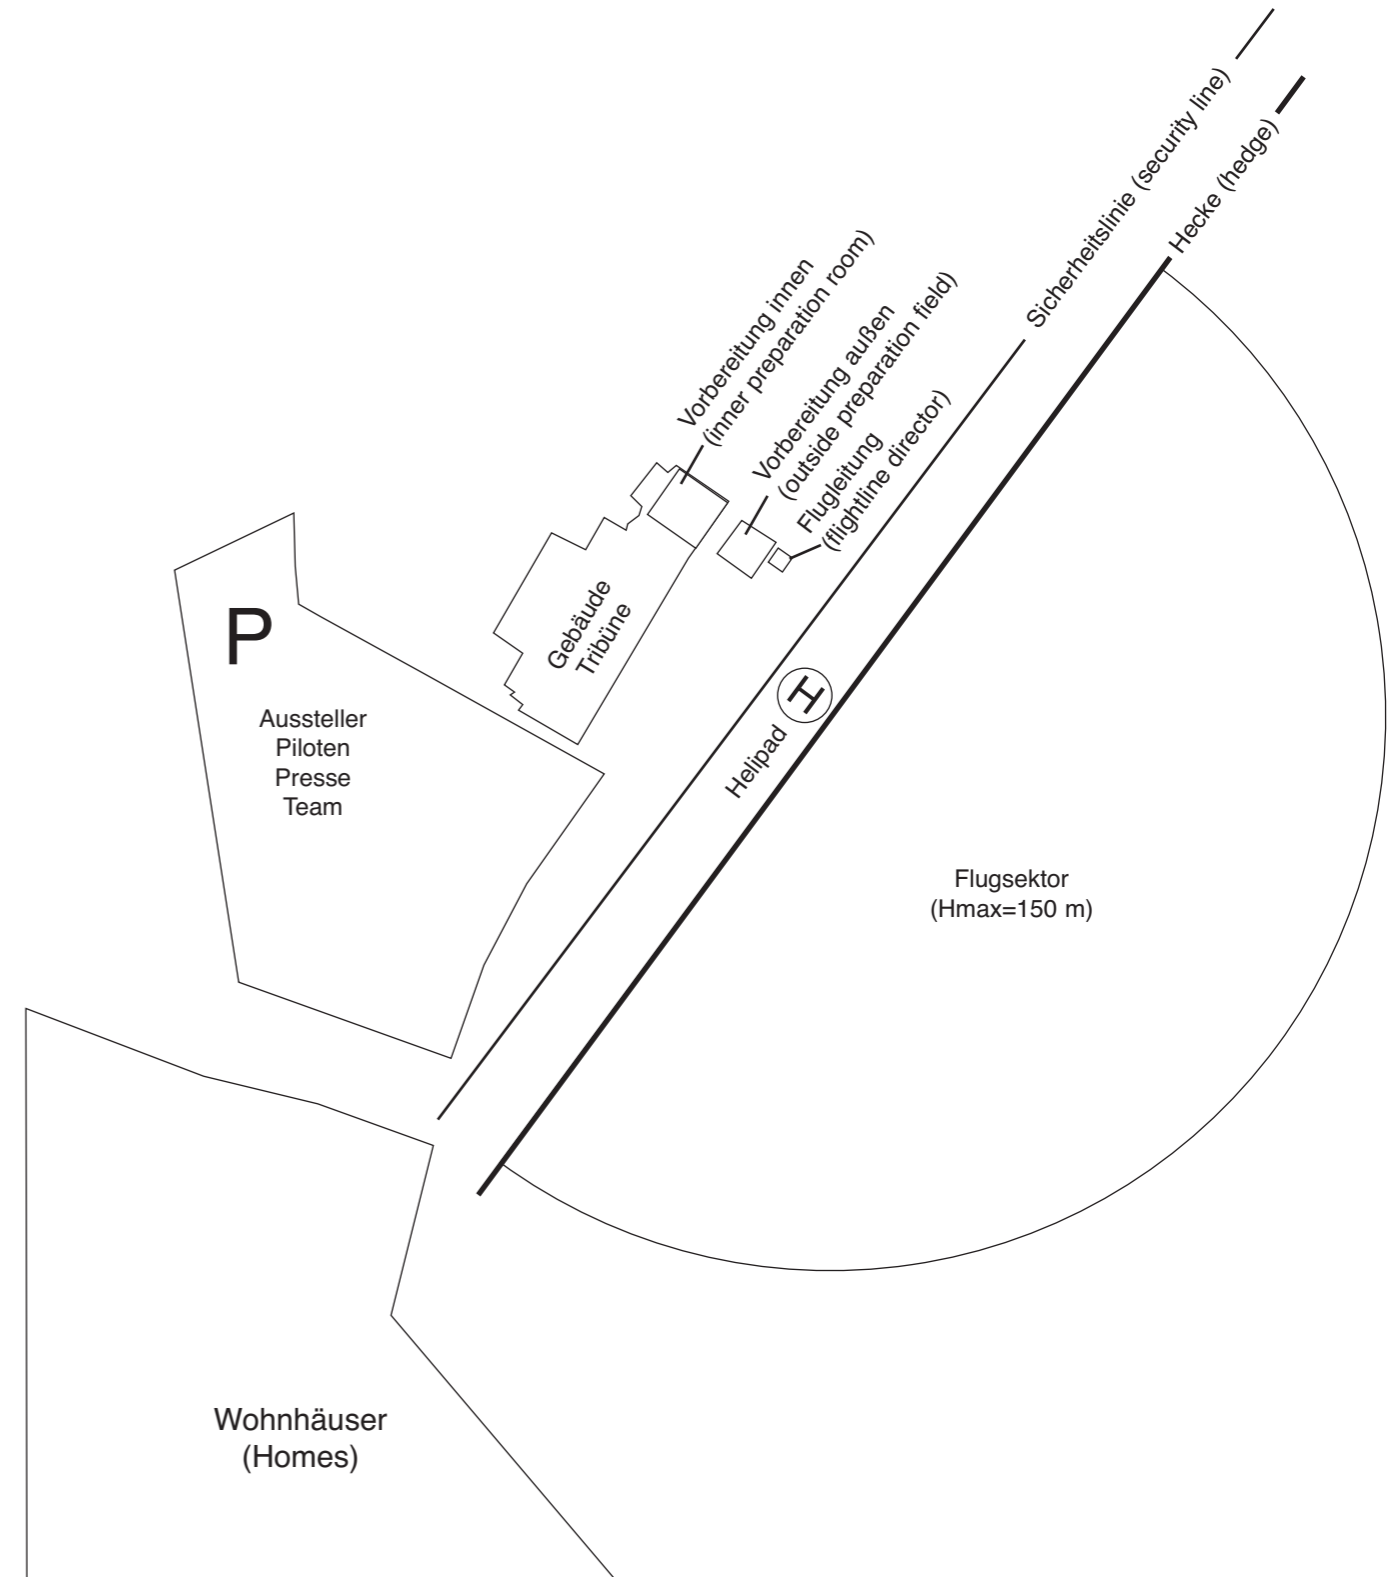 Sicherheitslinie (security line)
Hecke (hedge)
Vorbereitung innen
(inner preparation room)
Vorbereitung außen
(outside preparation field)
Flugleitung
(flightline director)
Gebäude
Tribüne
P
Aussteller
Piloten
Presse
Team
H
Helipad
Flugsektor
(Hmax=150 m)
Wohnhäuser
(Homes)